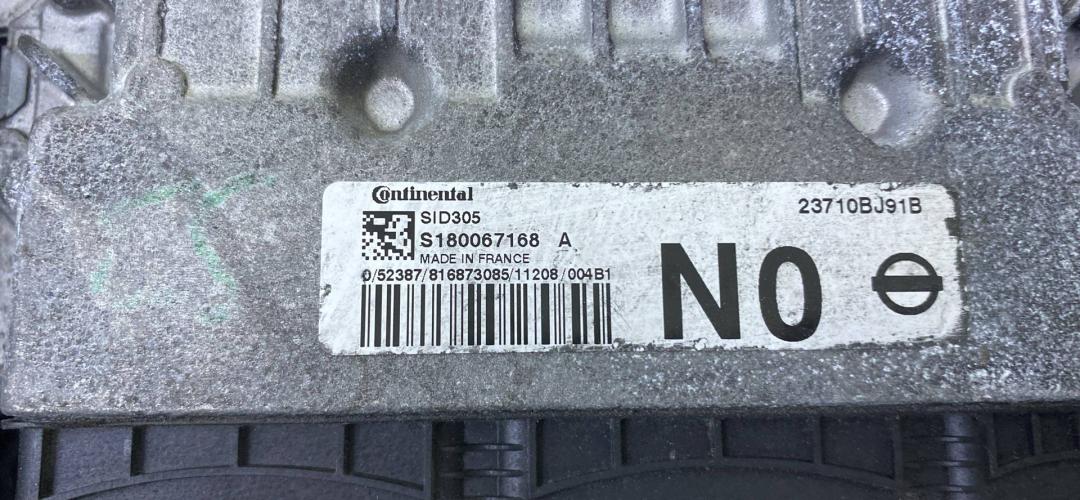 Continental
SID305
23710BJ91B
S180067168 A
MADE IN FRANCE
0/52387/816873085/11208/004B1
N0